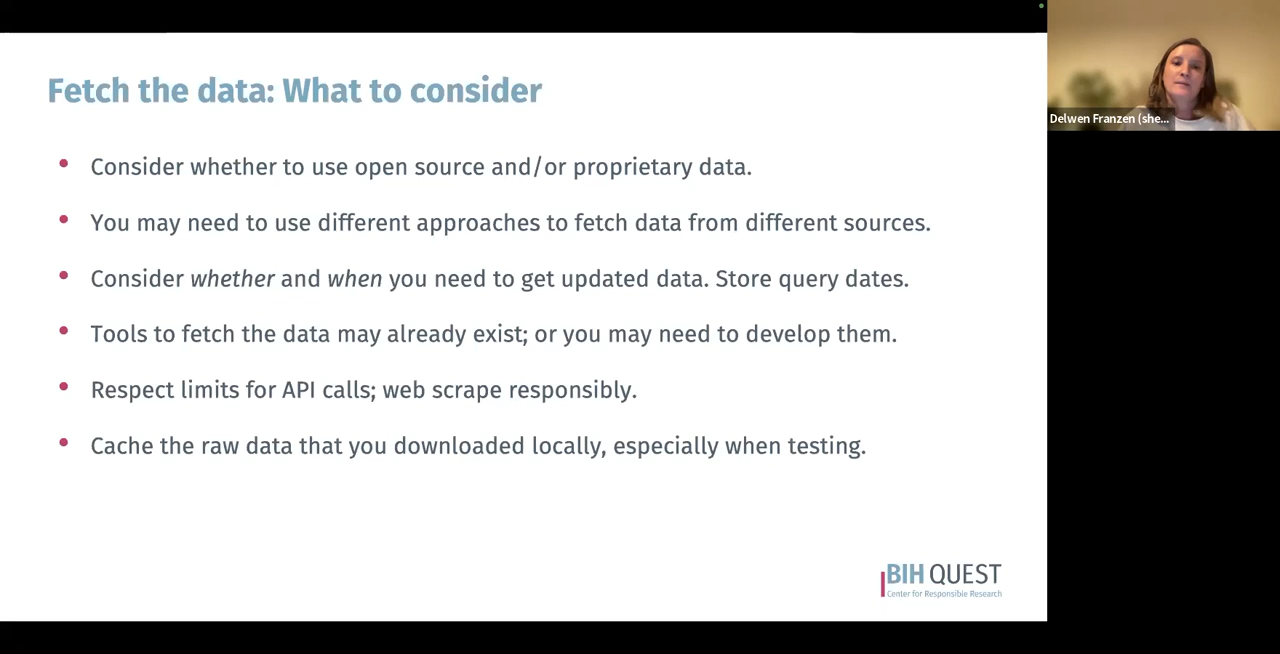 Fetch the data: What to consider
Delwen Franzen (she...
• Consider whether to use open source and/or proprietary data.
• You may need to use different approaches to fetch data from different sources.
• Consider whether and when you need to get updated data. Store query dates.
• Tools to fetch the data may already exist; or you may need to develop them.
• Respect limits for API calls; web scrape responsibly.
• Cache the raw data that you downloaded locally, especially when testing.
BIH QUEST
Center for Responsible Research